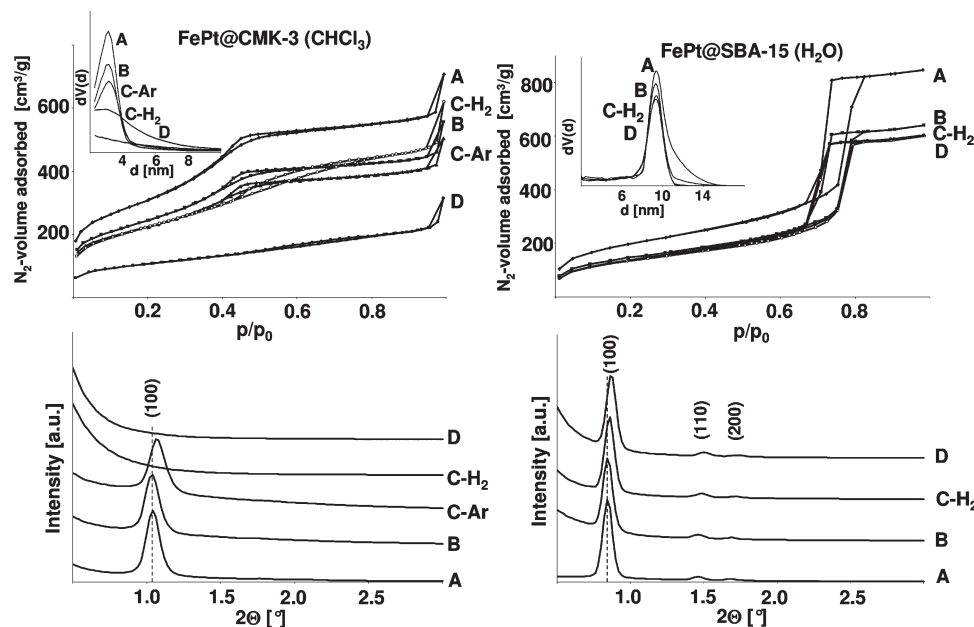 FePt@CMK-3 (CHCl3)
N2-volume adsorbed [cm3/g]
600
400
200
0.2 0.4 0.6 0.8
p/p0
A
C-H2
B
C-Ar
D
dV(d)
A
B
C-Ar
C-H2
D
4 6 8
d [nm]
FePt@SBA-15 (H2O)
N2-volume adsorbed [cm3/g]
800
600
400
200
0.2 0.4 0.6 0.8
p/p0
A
B
C-H2
D
dV(d)
A
B
C-H2
D
6 10 14
d [nm]
Intensity [a.u.]
(100)
D
C-H2
C-Ar
B
A
1.0 1.5 2.0 2.5
2Θ [°]
Intensity [a.u.]
(100)
(110)
(200)
D
C-H2
B
A
1.0 1.5 2.0 2.5
2Θ [°]